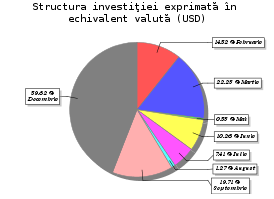 Structura investiţiei exprimată în
echivalent valută (USD)
14.52 % Februarie
22.25 % Martie
0.55 % Mai
10.26 % Iunie
7.41 % Iulie
1.27 % August
19.71 %
Septembrie
59.62 %
Decembrie